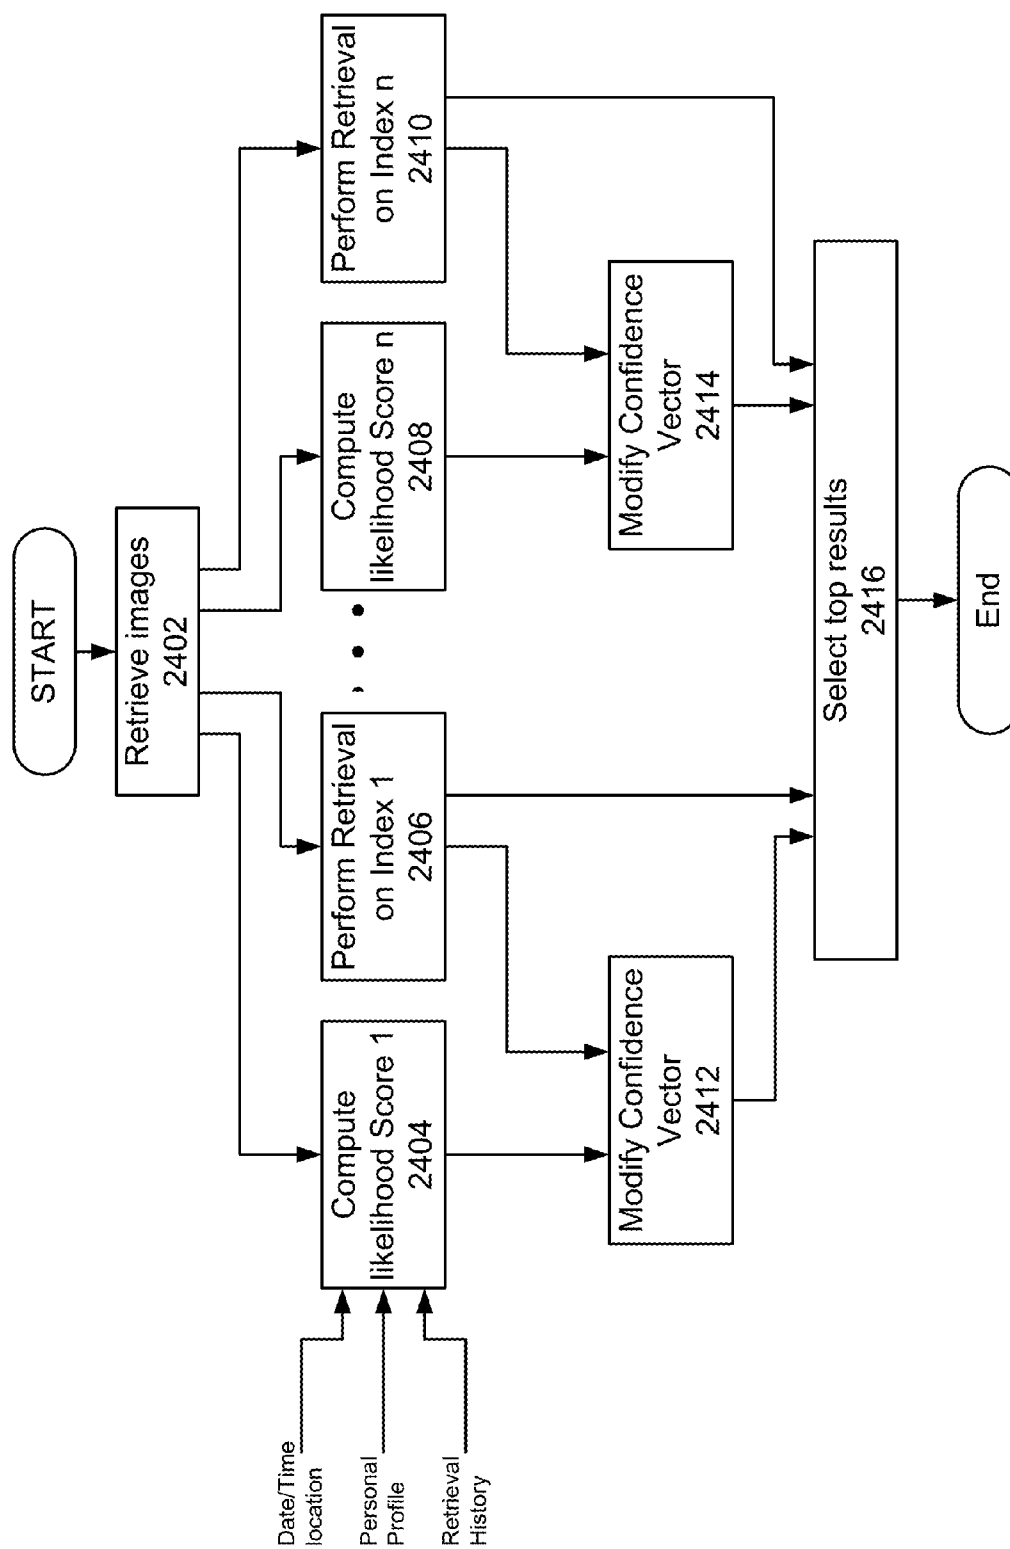 START
Retrieve images
2402
Date/Time
location
Personal
Profile
Retrieval
History
Compute
likelihood Score 1
2404
Perform Retrieval
on Index 1
2406
Compute
likelihood Score n
2408
Perform Retrieval
on Index n
2410
Modify Confidence
Vector
2412
Modify Confidence
Vector
2414
Select top results
2416
End